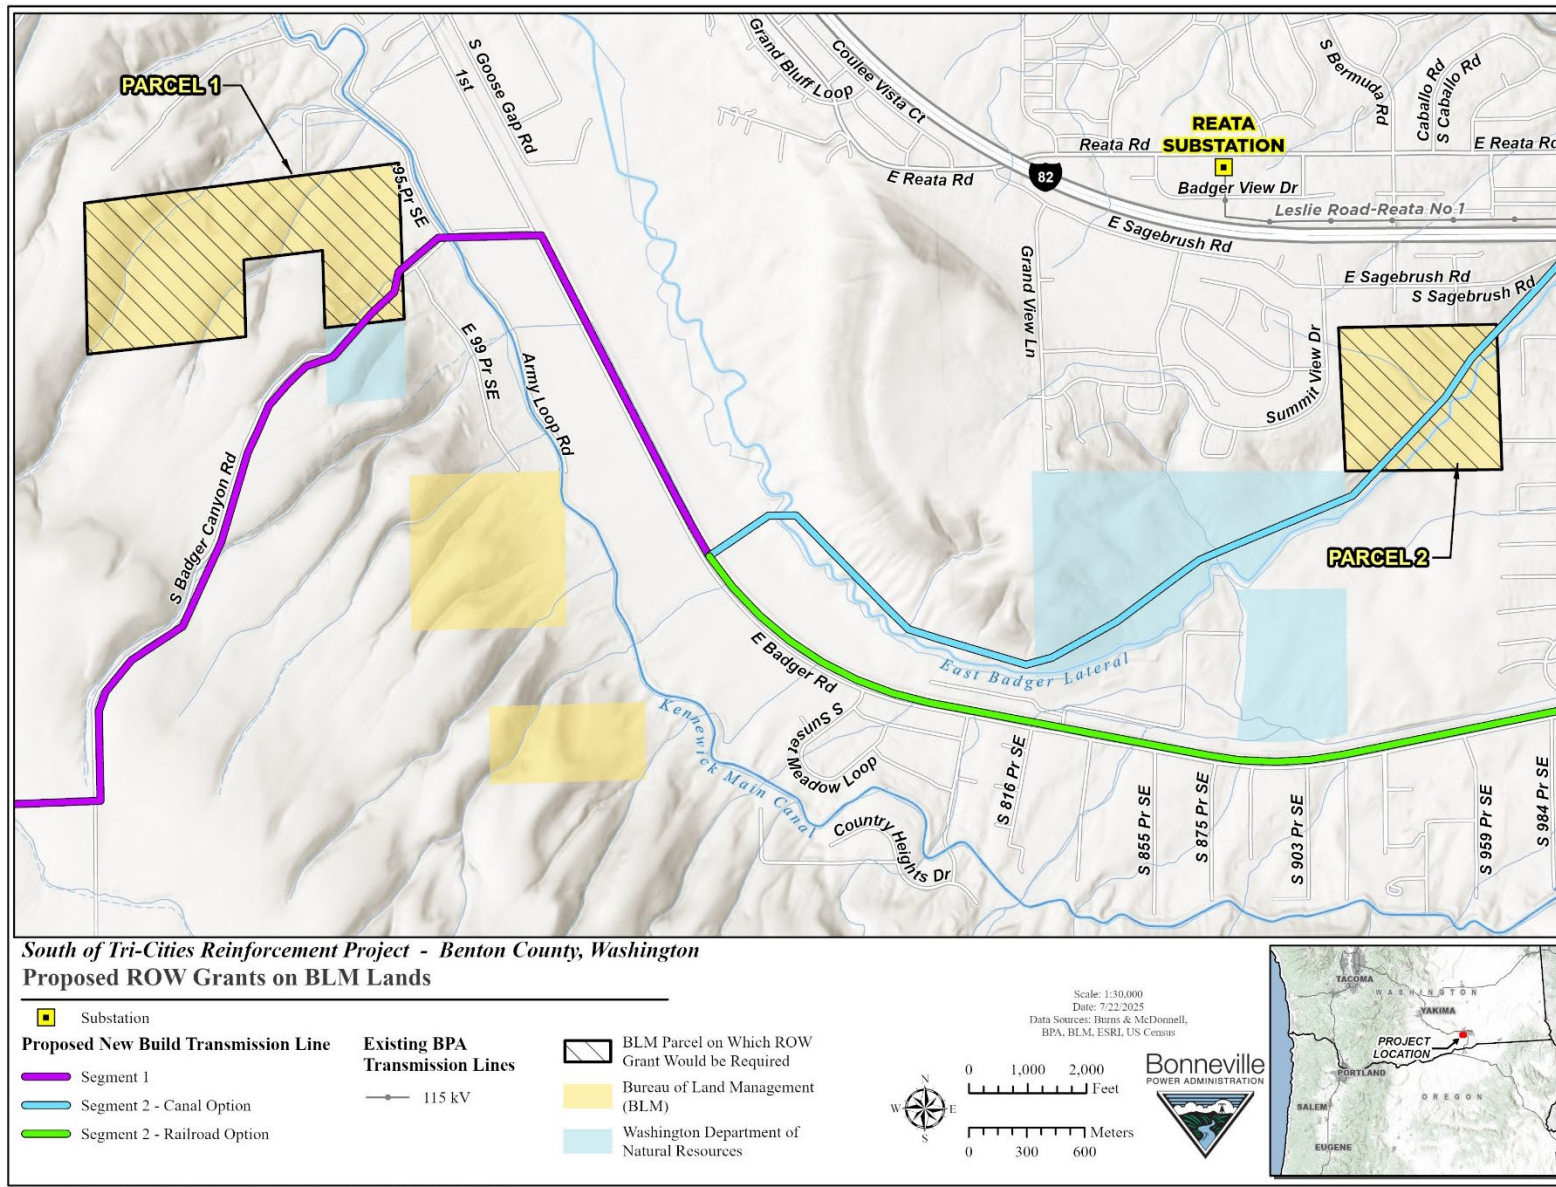 PARCEL 1
S Goose Gap Rd
1st
Grand Bluff Loop
Coulee Vista Ct
S Bermuda Rd
Caballo Rd
S Caballo Rd
REATA
SUBSTATION
Reata Rd
E Reata Rd
E Reata Rd
82
Badger View Dr
Leslie Road-Reata No 1
95 Pr SE
E Sagebrush Rd
Grand View Ln
E Sagebrush Rd
S Sagebrush Rd
Summit View Dr
E 99 Pr SE
Army Loop Rd
S Badger Canyon Rd
PARCEL 2
E Badger Rd
East Badger Lateral
Kennewick Main Canal
S Sunset Meadow Loop
Country Heights Dr
S 816 Pr SE
S 855 Pr SE
S 875 Pr SE
S 903 Pr SE
S 959 Pr SE
S 984 Pr SE
South of Tri-Cities Reinforcement Project - Benton County, Washington
Proposed ROW Grants on BLM Lands
Substation
Proposed New Build Transmission Line
Segment 1
Segment 2 - Canal Option
Segment 2 - Railroad Option
Existing BPA
Transmission Lines
115 kV
BLM Parcel on Which ROW
Grant Would be Required
Bureau of Land Management
(BLM)
Washington Department of
Natural Resources
Scale: 1:30,000
Date: 7/22/2025
Data Sources: Burns & McDonnell,
BPA, BLM, ESRI, US Census
N
W E
S
0 1,000 2,000
Feet
Meters
0 300 600
Bonneville
POWER ADMINISTRATION
TACOMA
WASHINGTON
YAKIMA
PROJECT
LOCATION
PORTLAND
SALEM
OREGON
EUGENE